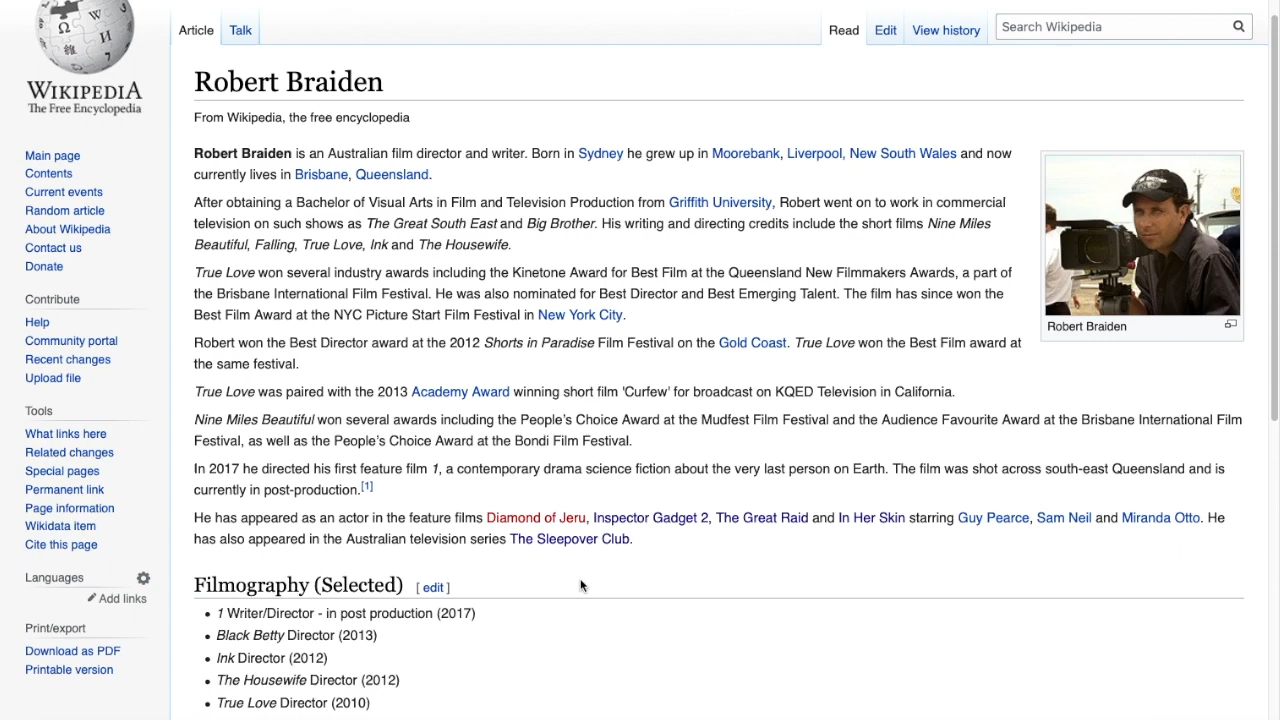 WIKIPEDIA
The Free Encyclopedia
Main page
Contents
Current events
Random article
About Wikipedia
Contact us
Donate
Contribute
Help
Community portal
Recent changes
Upload file
Tools
What links here
Related changes
Special pages
Permanent link
Page information
Wikidata item
Cite this page
Languages
Add links
Print/export
Download as PDF
Printable version
Article Talk Read Edit View history Search Wikipedia
Robert Braiden
From Wikipedia, the free encyclopedia
Robert Braiden is an Australian film director and writer. Born in Sydney he grew up in Moorebank, Liverpool, New South Wales and now
currently lives in Brisbane, Queensland.
After obtaining a Bachelor of Visual Arts in Film and Television Production from Griffith University, Robert went on to work in commercial
television on such shows as The Great South East and Big Brother. His writing and directing credits include the short films Nine Miles
Beautiful, Falling, True Love, Ink and The Housewife.
True Love won several industry awards including the Kinetone Award for Best Film at the Queensland New Filmmakers Awards, a part of
the Brisbane International Film Festival. He was also nominated for Best Director and Best Emerging Talent. The film has since won the
Best Film Award at the NYC Picture Start Film Festival in New York City.
Robert won the Best Director award at the 2012 Shorts in Paradise Film Festival on the Gold Coast. True Love won the Best Film award at
the same festival.
Robert Braiden
True Love was paired with the 2013 Academy Award winning short film 'Curfew' for broadcast on KQED Television in California.
Nine Miles Beautiful won several awards including the People's Choice Award at the Mudfest Film Festival and the Audience Favourite Award at the Brisbane International Film
Festival, as well as the People's Choice Award at the Bondi Film Festival.
In 2017 he directed his first feature film 1, a contemporary drama science fiction about the very last person on Earth. The film was shot across south-east Queensland and is
currently in post-production.[1]
He has appeared as an actor in the feature films Diamond of Jeru, Inspector Gadget 2, The Great Raid and In Her Skin starring Guy Pearce, Sam Neil and Miranda Otto. He
has also appeared in the Australian television series The Sleepover Club.
Filmography (Selected) [ edit ]
• 1 Writer/Director - in post production (2017)
• Black Betty Director (2013)
• Ink Director (2012)
• The Housewife Director (2012)
• True Love Director (2010)